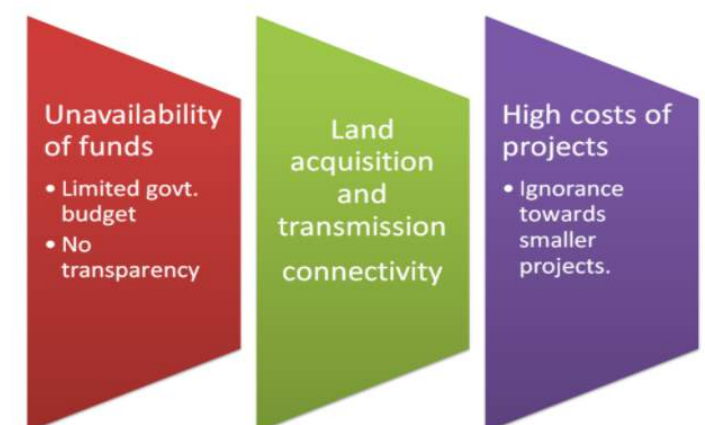 Unavailability
of funds
• Limited govt.
budget
• No
transparency
Land
acquisition
and
transmission
connectivity
High costs of
projects
• Ignorance
towards
smaller
projects.